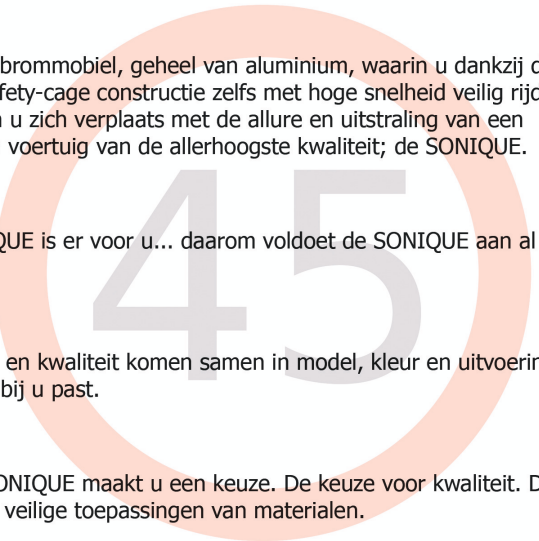 brommobiel, geheel van aluminium, waarin u dankzij
fety-cage constructie zelfs met hoge snelheid veilig rijd
u zich verplaats met de allure en uitstraling van een
voertuig van de allerhoogste kwaliteit; de SONIQUE.
QUE is er voor u... daarom voldoet de SONIQUE aan al
45
en kwaliteit komen samen in model, kleur en uitvoerin
bij u past.
ONIQUE maakt u een keuze. De keuze voor kwaliteit. D
veilige toepassingen van materialen.